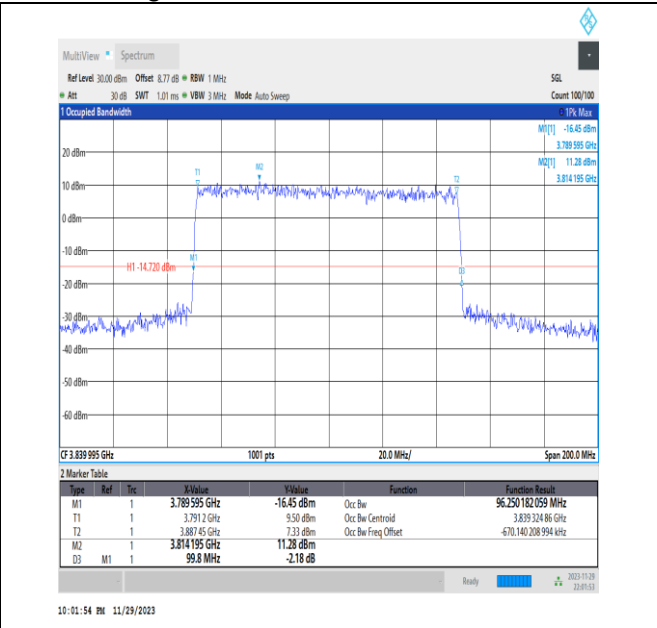 MultiView Spectrum
Ref Level 30.00 dBm Offset 8.77 dB RBW 1 MHz SGL
Att 30 dB SWT 1.01 ms VBW 3 MHz Mode Auto Sweep Count 100/100
1 Occupied Bandwidth 1Pk Max
M1[1] -16.45 dBm
3.789 595 GHz
M2[1] 11.28 dBm
3.814 195 GHz
20 dBm
M2
T1
T2
10 dBm
0 dBm
-10 dBm
M1
H1 -14.720 dBm
D3
-20 dBm
-30 dBm
-40 dBm
-50 dBm
-60 dBm
CF 3.839 995 GHz 1001 pts 20.0 MHz/ Span 200.0 MHz
2 Marker Table
Type Ref Trc X-Value Y-Value Function Function Result
M1 1 3.789 595 GHz -16.45 dBm Occ Bw 96.250 182 059 MHz
T1 1 3.791 2 GHz 9.50 dBm Occ Bw Centroid 3.839 324 86 GHz
T2 1 3.887 45 GHz 7.33 dBm Occ Bw Freq Offset -670.140 208 994 kHz
M2 1 3.814 195 GHz 11.28 dBm
D3 M1 1 99.8 MHz -2.18 dB
Ready 2023-11-29
22:01:53
10:01:54 PM 11/29/2023